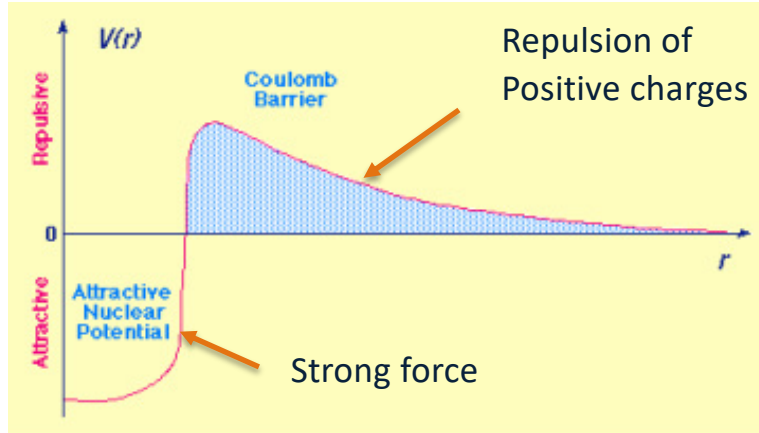 V(r)
Repulsion of
Positive charges
Coulomb
Barrier
Repulsive
0
r
Attractive
Attractive
Nuclear
Potential
Strong force